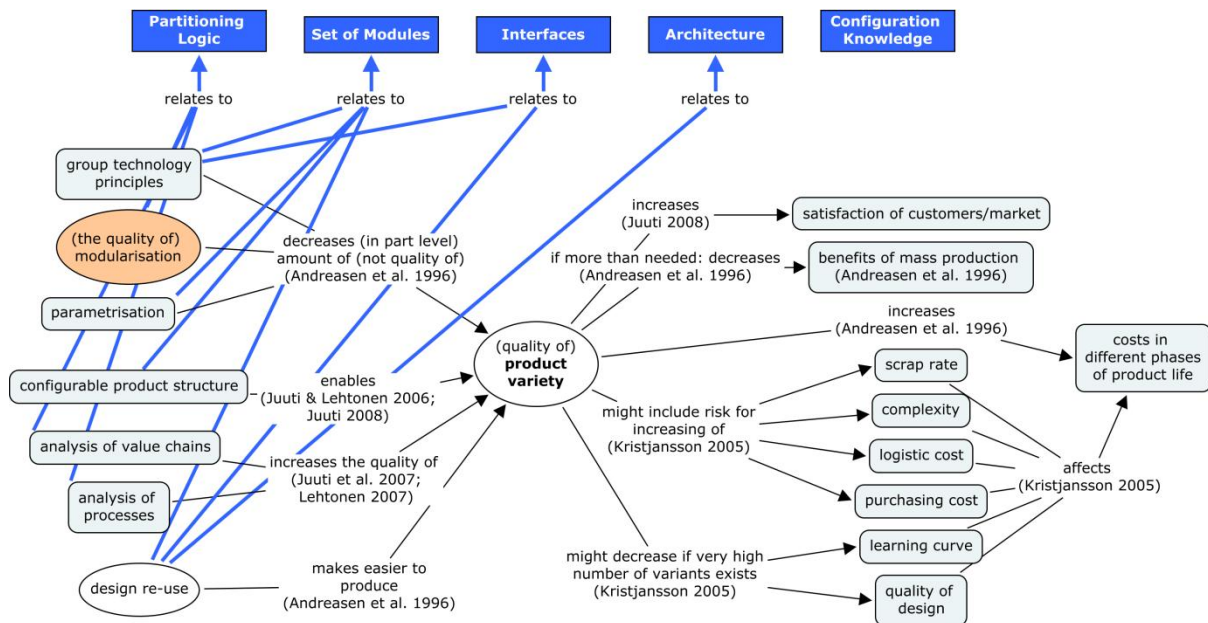 Partitioning
Logic
Set of Modules
Interfaces
Architecture
Configuration
Knowledge
relates to
relates to
relates to
relates to
group technology
principles
(the quality of)
modularisation
parametrisation
configurable product structure
analysis of value chains
analysis of
processes
design re-use
decreases (in part level)
amount of (not quality of)
(Andreasen et al. 1996)
enables
(Juuti & Lehtonen 2006;
Juuti 2008)
increases the quality of
(Juuti et al. 2007;
Lehtonen 2007)
makes easier to
produce
(Andreasen et al. 1996)
(quality of)
product
variety
increases
(Juuti 2008)
if more than needed: decreases
(Andreasen et al. 1996)
increases
(Andreasen et al. 1996)
might include risk for
increasing of
(Kristjansson 2005)
might decrease if very high
number of variants exists
(Kristjansson 2005)
satisfaction of customers/market
benefits of mass production
(Andreasen et al. 1996)
costs in
different phases
of product life
scrap rate
complexity
logistic cost
purchasing cost
learning curve
quality of
design
affects
(Kristjansson 2005)